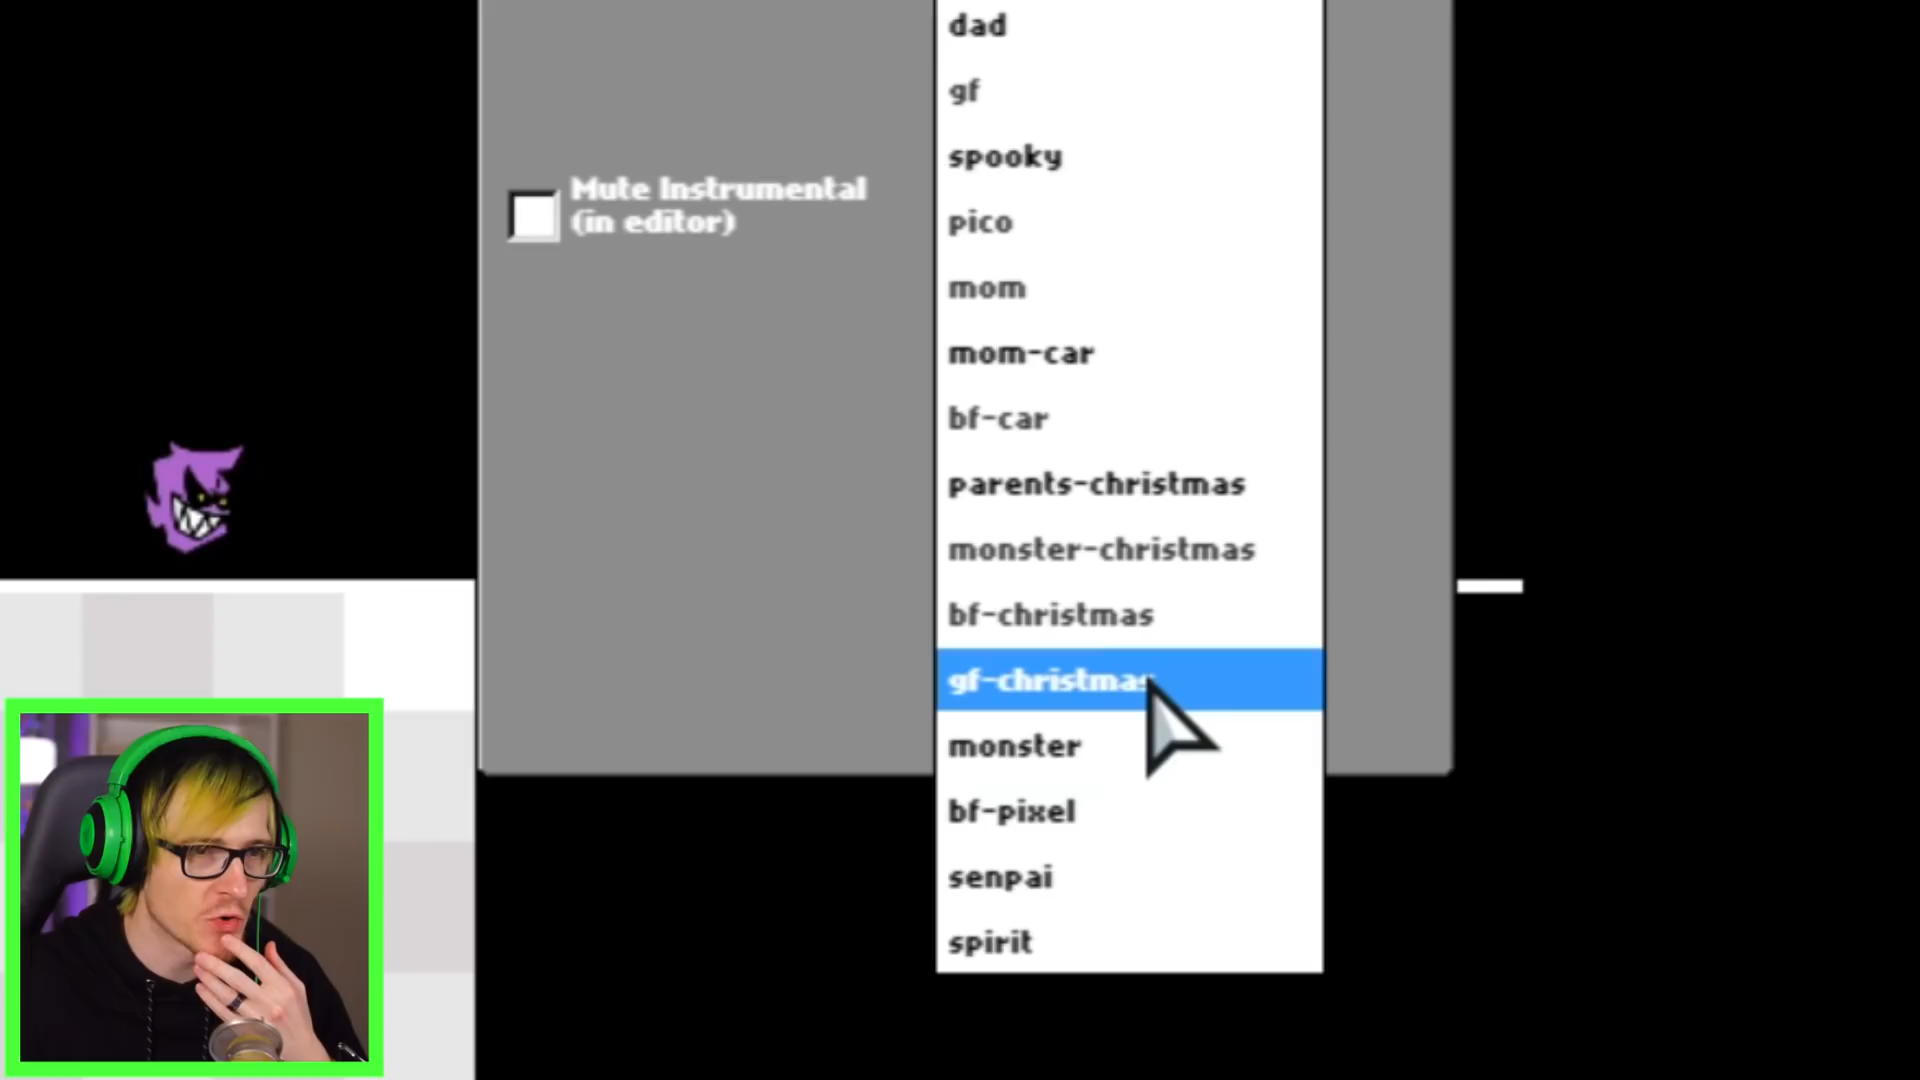 Mute Instrumental
(in editor)
dad
gf
spooky
pico
mom
mom-car
bf-car
parents-christmas
monster-christmas
bf-christmas
gf-christmas
monster
bf-pixel
senpai
spirit